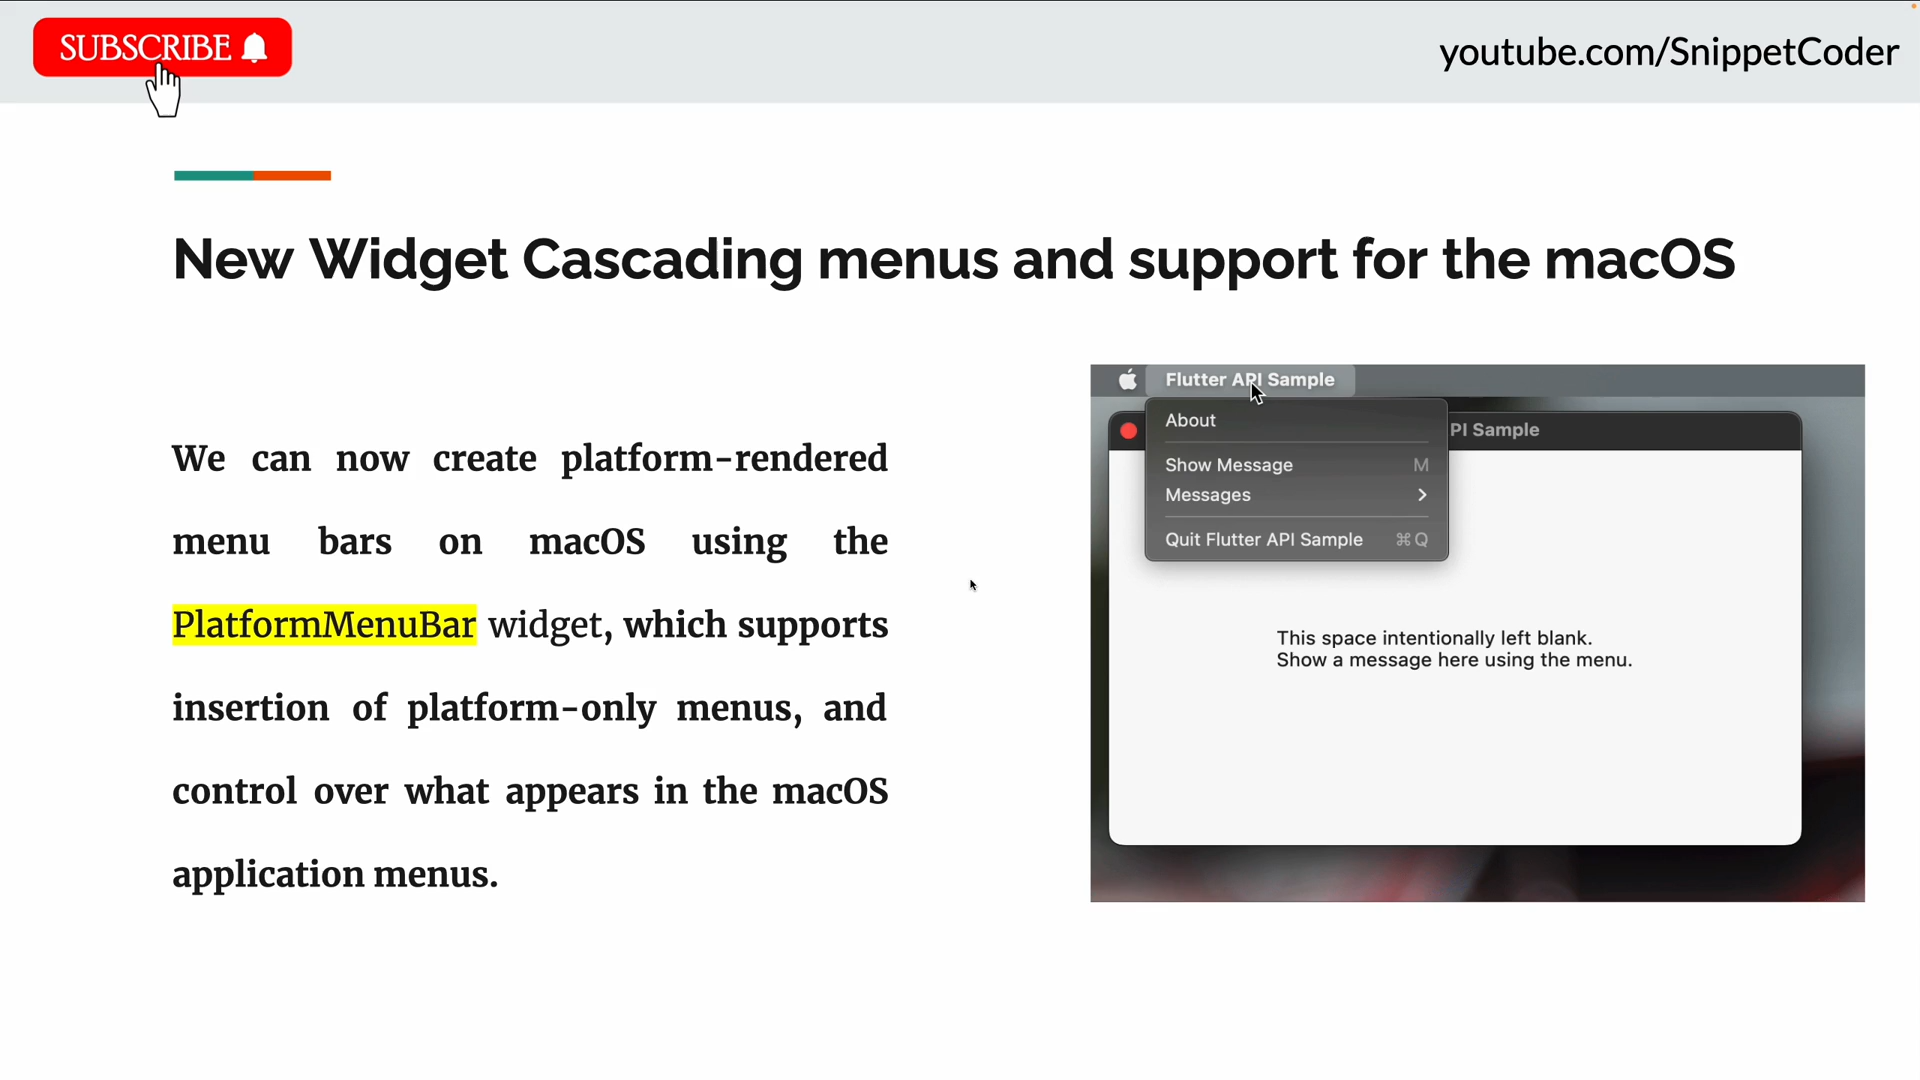 SUBSCRIBE
youtube.com/SnippetCoder
New Widget Cascading menus and support for the macOS
We can now create platform-rendered
menu bars on macOS using the
PlatformMenuBar widget, which supports
insertion of platform-only menus, and
control over what appears in the macOS
application menus.
Flutter API Sample
PI Sample
About
Show Message M
Messages
Quit Flutter API Sample ⌘Q
This space intentionally left blank.
Show a message here using the menu.